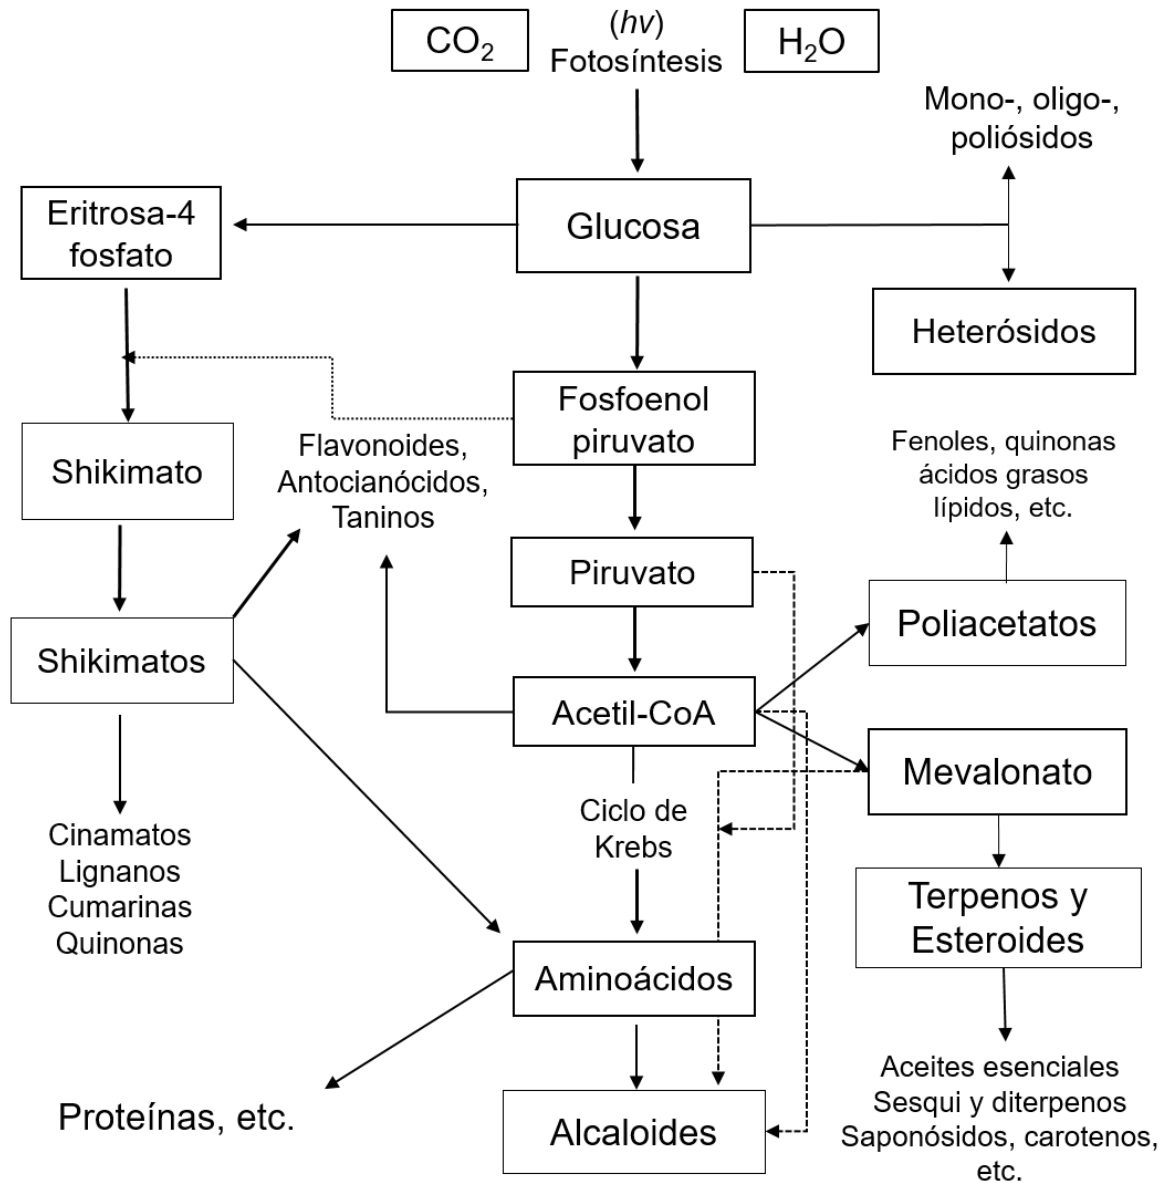 CO₂
(hv)
Fotosíntesis
H₂O
Mono-, oligo-,
poliósidos
Eritrosa-4
fosfato
Glucosa
Heterósidos
Fosfoenol
piruvato
Shikimato
Flavonoides,
Antocianócidos,
Taninos
Fenoles, quinonas
ácidos grasos
lípidos, etc.
Piruvato
Poliacetatos
Shikimatos
Acetil-CoA
Mevalonato
Ciclo de
Krebs
Cinamatos
Lignanos
Cumarinas
Quinonas
Terpenos y
Esteroides
Aminoácidos
Proteínas, etc.
Alcaloides
Aceites esenciales
Sesqui y diterpenos
Saponósidos, carotenos,
etc.